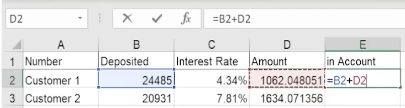 D2 fx =B2+D2
A B C D E
1 Number Deposited Interest Rate Amount in Account
2 Customer 1 24485 4.34% 1062.048051 =B2+D2
3 Customer 2 20931 7.81% 1634.071356